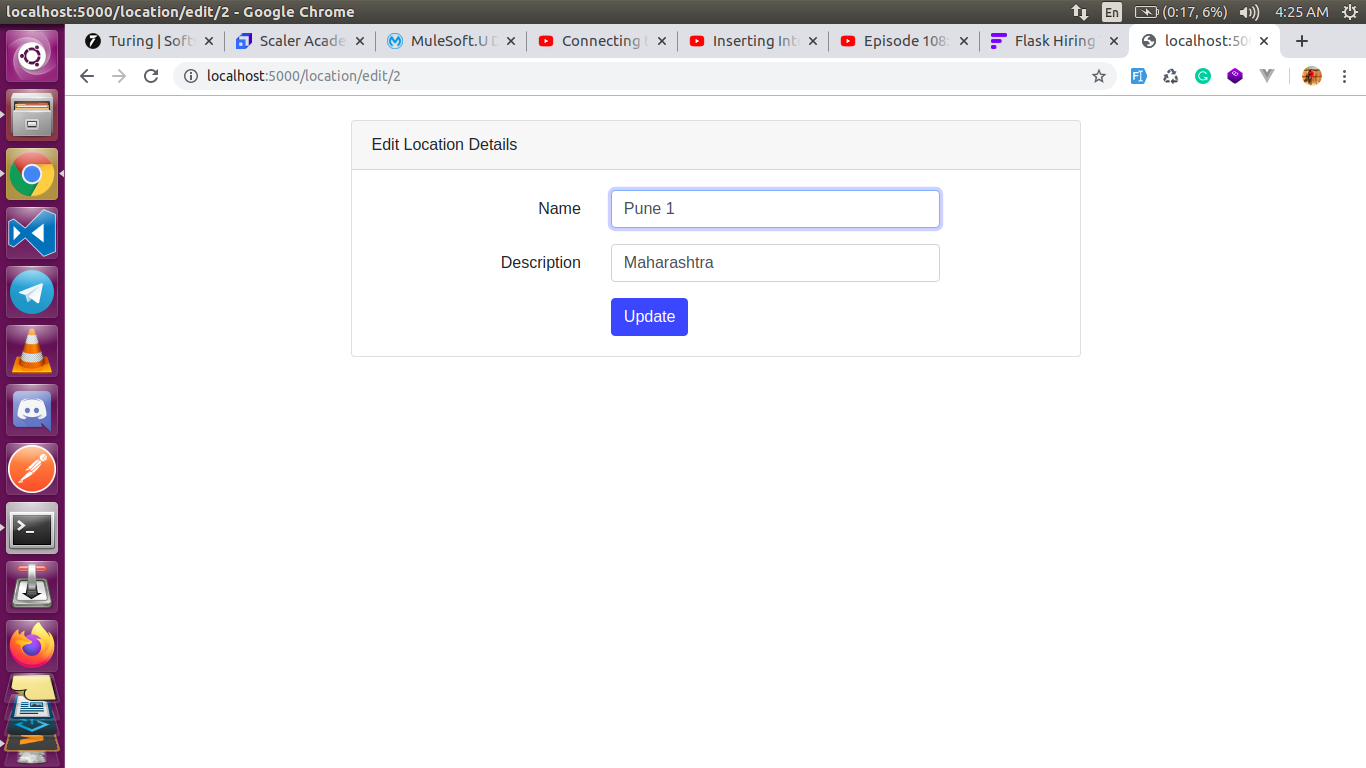 localhost:5000/location/edit/2 - Google Chrome
En (0:17, 6%) 4:25 AM
Turing | Soft Scaler Acade MuleSoft.U D Connecting Inserting Int Episode 108: Flask Hiring localhost:50
localhost:5000/location/edit/2
Edit Location Details
Name Pune 1
Description Maharashtra
Update